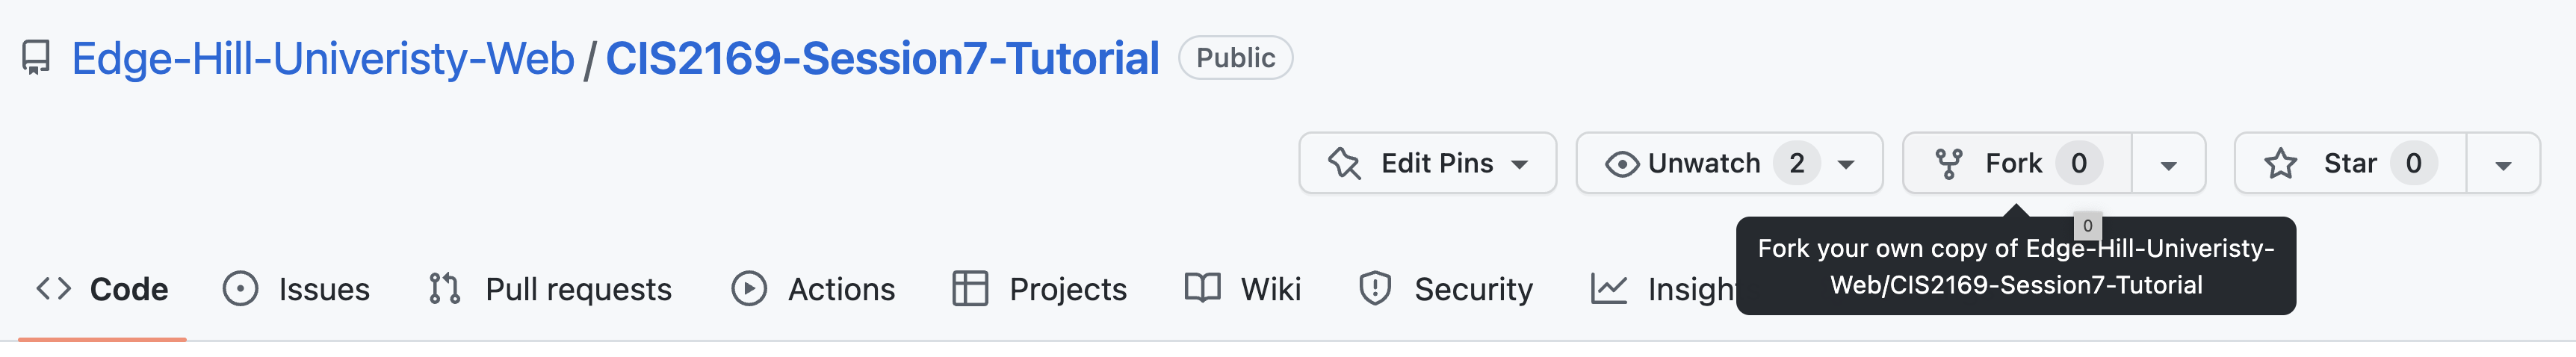 Edge-Hill-Univeristy-Web / CIS2169-Session7-Tutorial Public
Edit Pins Unwatch 2 Fork 0 Star 0
0
Fork your own copy of Edge-Hill-Univeristy-
Web/CIS2169-Session7-Tutorial
Code Issues Pull requests Actions Projects Wiki Security Insigh